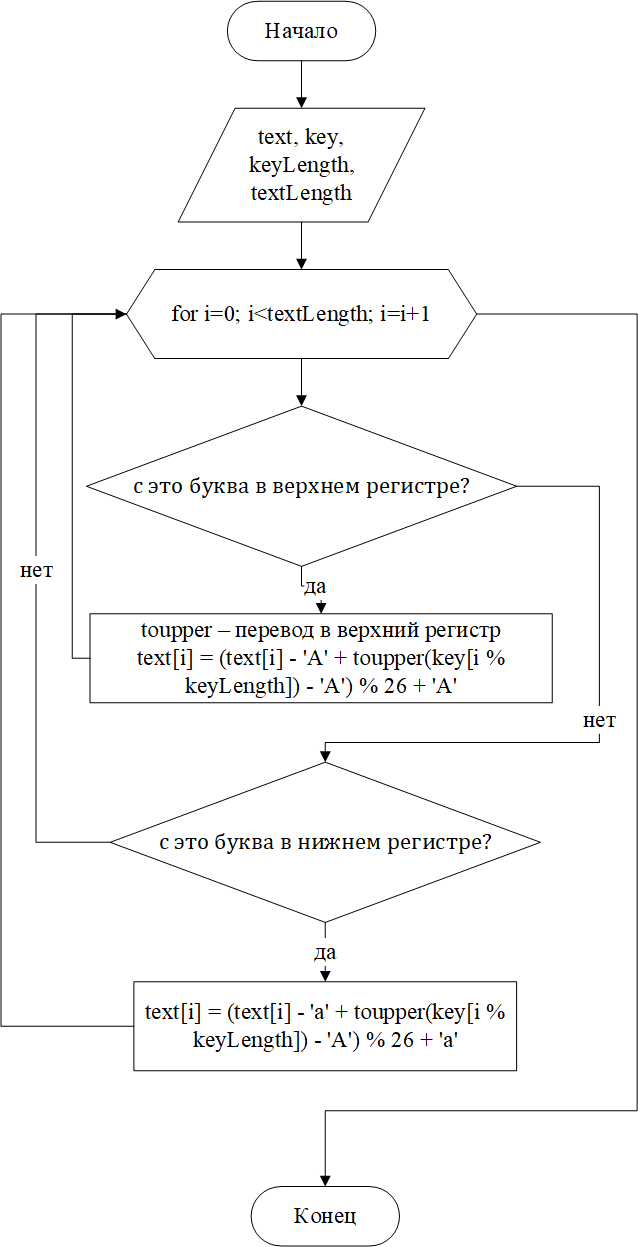 Начало
text, key,
keyLength,
textLength
for i=0; i<textLength; i=i+1
с это буква в верхнем регистре?
нет
да
toupper – перевод в верхний регистр
text[i] = (text[i] - 'A' + toupper(key[i %
keyLength]) - 'A') % 26 + 'A'
нет
с это буква в нижнем регистре?
да
text[i] = (text[i] - 'a' + toupper(key[i %
keyLength]) - 'A') % 26 + 'a'
Конец